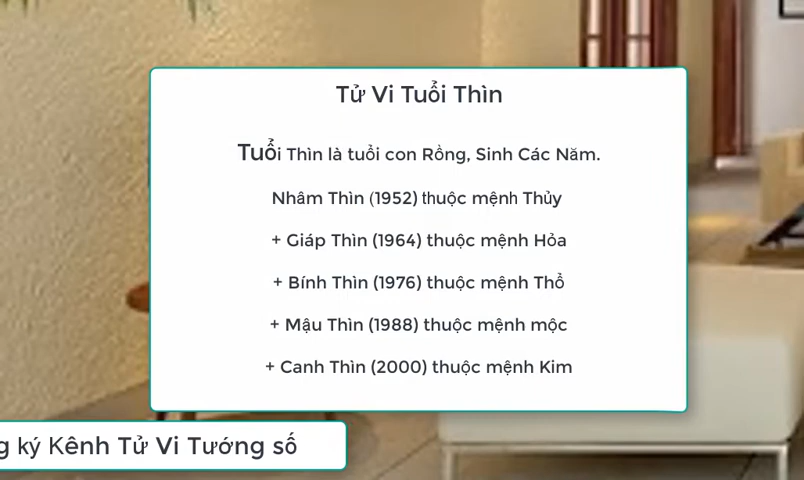 Tử Vi Tuổi Thìn
Tuổi Thìn là tuổi con Rồng, Sinh Các Năm.
Nhâm Thìn (1952) thuộc mệnh Thủy
+ Giáp Thìn (1964) thuộc mệnh Hỏa
+ Bính Thìn (1976) thuộc mệnh Thổ
+ Mậu Thìn (1988) thuộc mệnh mộc
+ Canh Thìn (2000) thuộc mệnh Kim
ký Kênh Tử Vi Tướng số